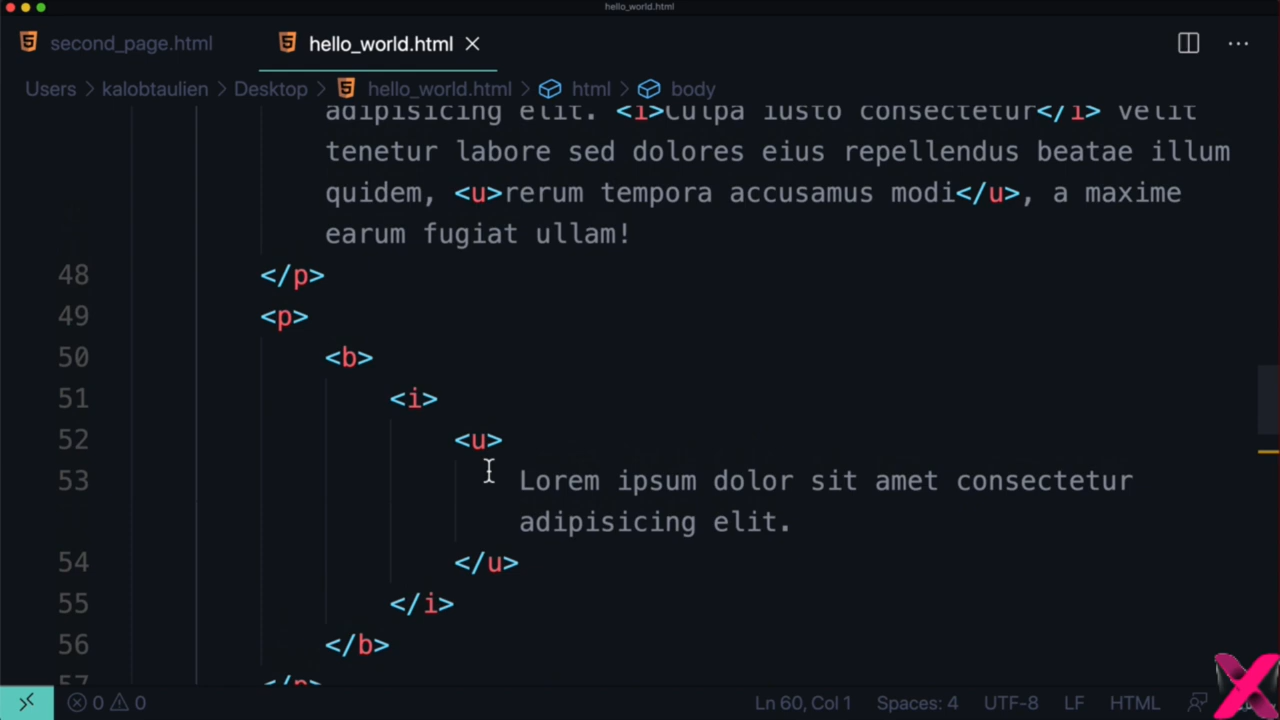 hello_world.html
second_page.html hello_world.html
Users > kalobtaulien > Desktop > hello_world.html > html > body
adipisicing elit. <i>Culpa iusto consectetur</i> velit
tenetur labore sed dolores eius repellendus beatae illum
quidem, <u>rerum tempora accusamus modi</u>, a maxime
earum fugiat ullam!
48 </p>
49 <p>
50 <b>
51 <i>
52 <u>
53 Lorem ipsum dolor sit amet consectetur
adipisicing elit.
54 </u>
55 </i>
56 </b>
57 </p>
0 0 Ln 60, Col 1 Spaces: 4 UTF-8 LF HTML